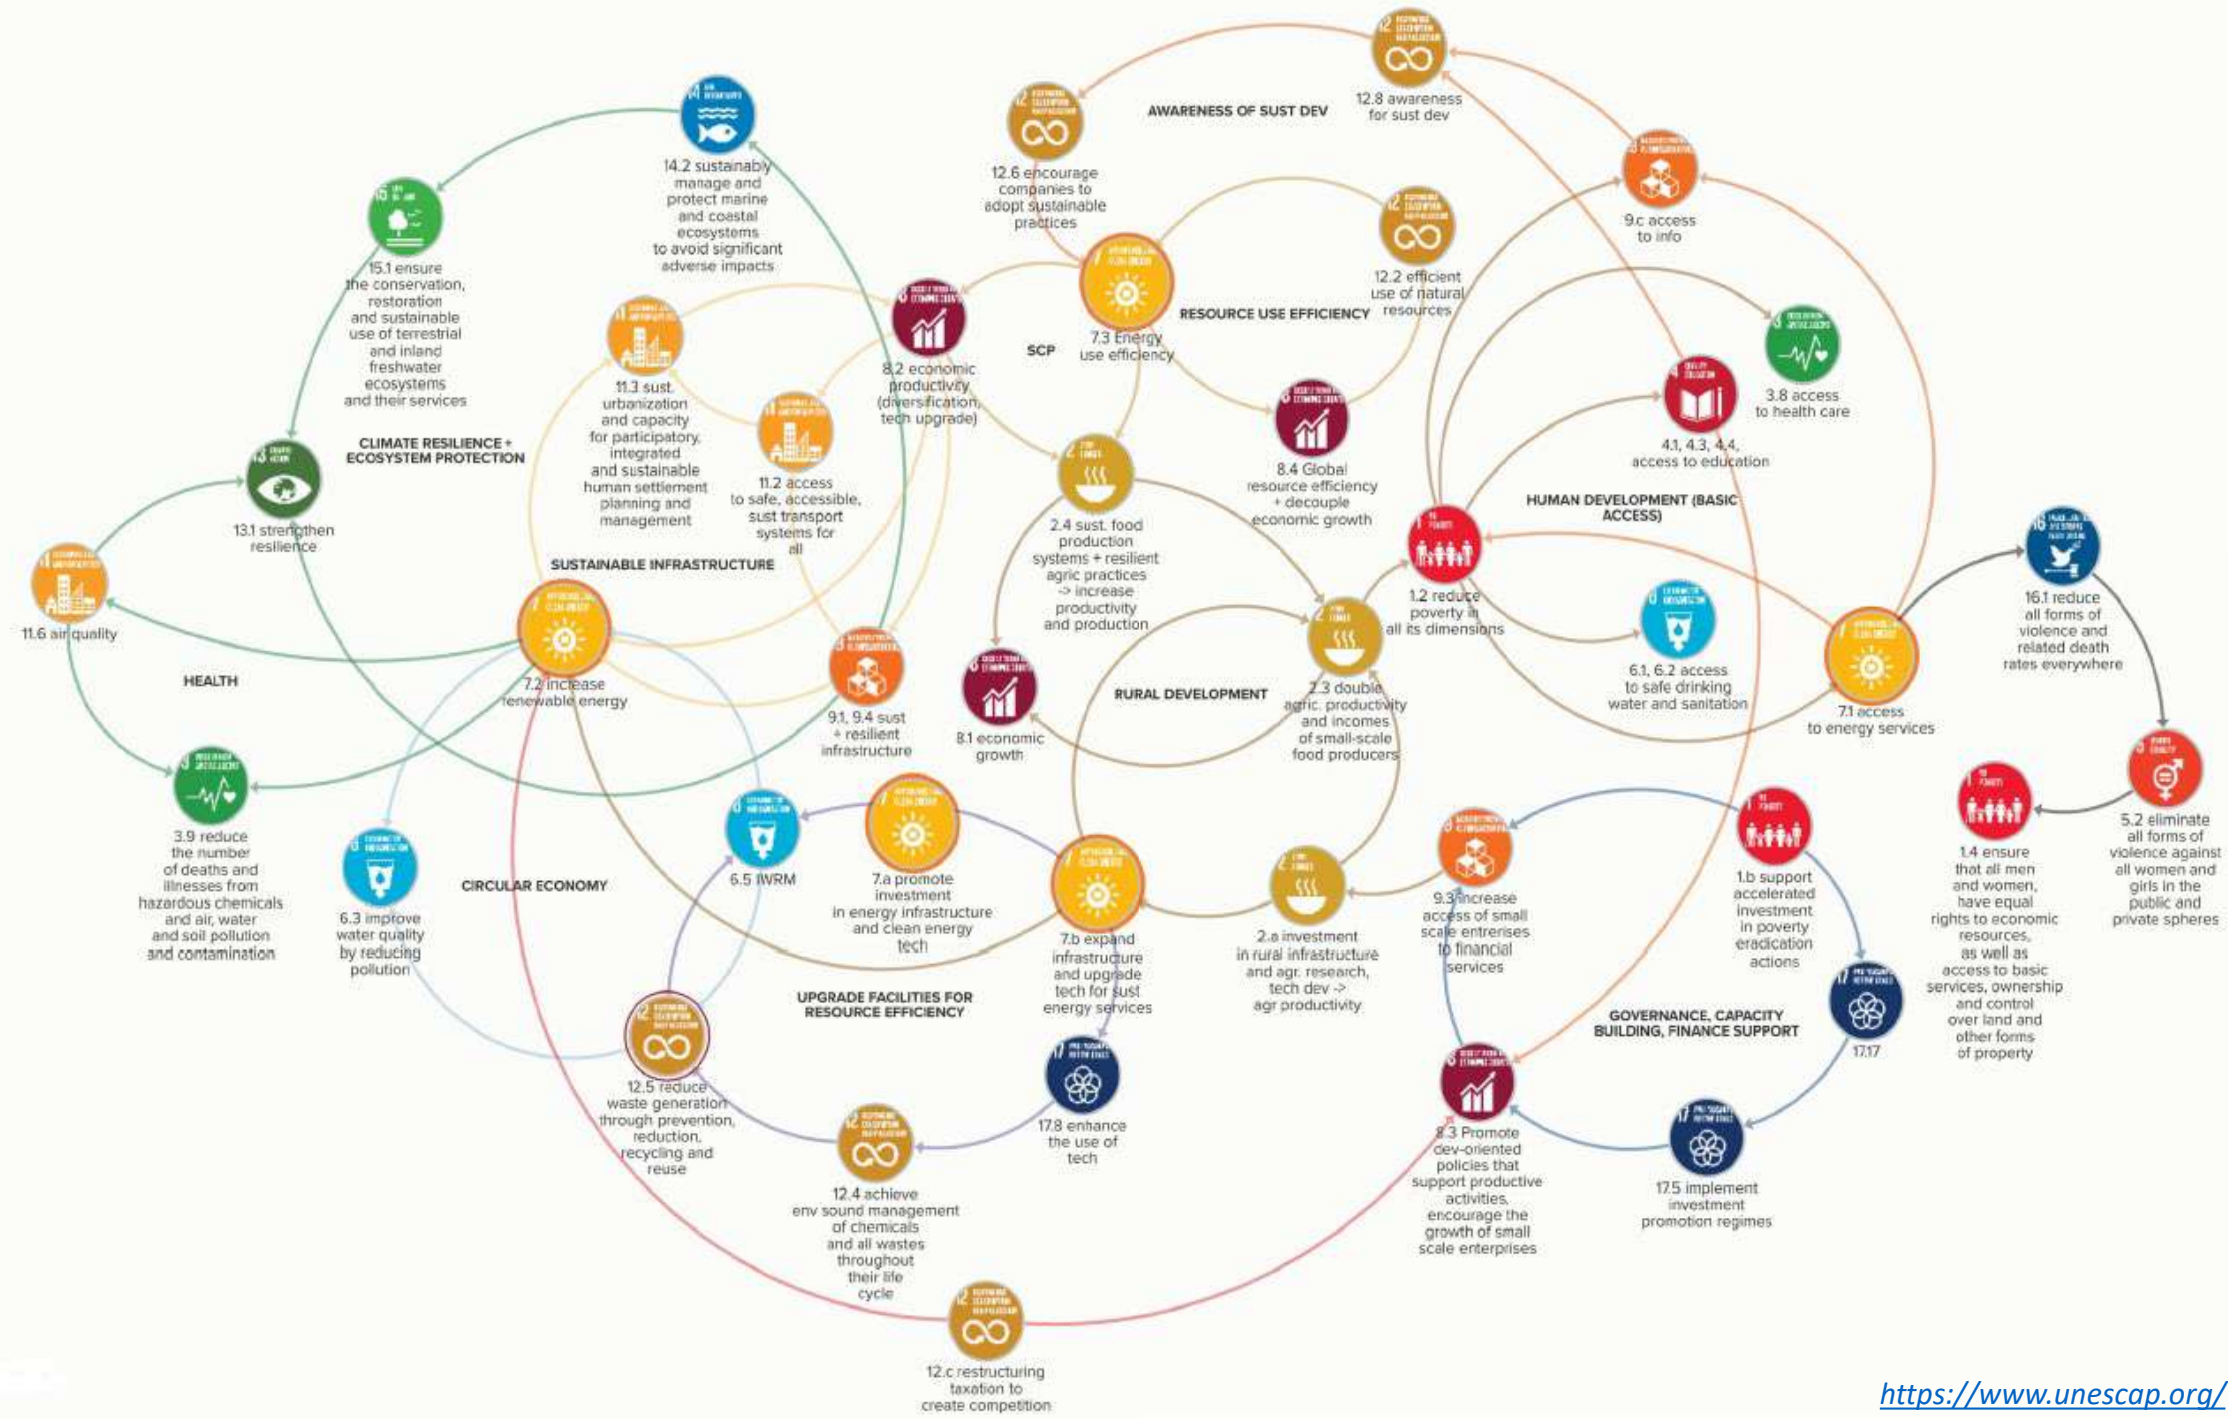 12.8 awareness
for sust dev
AWARENESS OF SUST DEV
12.6 encourage
companies to
adopt sustainable
practices
14.2 sustainably
manage and
protect marine
and coastal
ecosystems
to avoid significant
adverse impacts
9.c access
to info
15.1 ensure
the conservation,
restoration
and sustainable
use of terrestrial
and inland
freshwater
ecosystems
and their services
12.2 efficient
use of natural
resources
RESOURCE USE EFFICIENCY
7.3 Energy
use efficiency
SCP
8.2 economic
productivity
(diversification,
tech upgrade)
11.3 sust.
urbanization
and capacity
for participatory,
integrated
and sustainable
human settlement
planning and
management
3.8 access
to health care
CLIMATE RESILIENCE +
ECOSYSTEM PROTECTION
4.1, 4.3, 4.4,
access to education
8.4 Global
resource efficiency
+ decouple
economic growth
11.2 access
to safe, accessible,
sust transport
systems for
all
HUMAN DEVELOPMENT (BASIC
ACCESS)
13.1 strengthen
resilience
2.4 sust. food
production
systems + resilient
agric practices
-> increase
productivity
and production
SUSTAINABLE INFRASTRUCTURE
1.2 reduce
poverty in
all its dimensions
16.1 reduce
all forms of
violence and
related death
rates everywhere
11.6 air quality
6.1, 6.2 access
to safe drinking
water and sanitation
HEALTH
7.2 increase
renewable energy
RURAL DEVELOPMENT
2.3 double
agric. productivity
and incomes
of small-scale
food producers
7.1 access
to energy services
9.1, 9.4 sust
+ resilient
infrastructure
8.1 economic
growth
5.2 eliminate
all forms of
violence against
all women and
girls in the
public and
private spheres
3.9 reduce
the number
of deaths and
illnesses from
hazardous chemicals
and air, water
and soil pollution
and contamination
1.4 ensure
that all men
and women,
have equal
rights to economic
resources,
as well as
access to basic
services, ownership
and control
over land and
other forms
of property
6.5 IWRM
7.a promote
investment
in energy infrastructure
and clean energy
tech
1.b support
accelerated
investment
in poverty
eradication
actions
CIRCULAR ECONOMY
9.3 increase
access of small
scale entrerises
to financial
services
6.3 improve
water quality
by reducing
pollution
7.b expand
infrastructure
and upgrade
tech for sust
energy services
2.a investment
in rural infrastructure
and agr. research,
tech dev ->
agr productivity
UPGRADE FACILITIES FOR
RESOURCE EFFICIENCY
GOVERNANCE, CAPACITY
BUILDING, FINANCE SUPPORT
17.17
12.5 reduce
waste generation
through prevention,
reduction,
recycling and
reuse
17.8 enhance
the use of
tech
8.3 Promote
dev-oriented
policies that
support productive
activities,
encourage the
growth of small
scale enterprises
17.5 implement
investment
promotion regimes
12.4 achieve
env sound management
of chemicals
and all wastes
throughout
their life
cycle
12.c restructuring
taxation to
create competition
https://www.unescap.org/